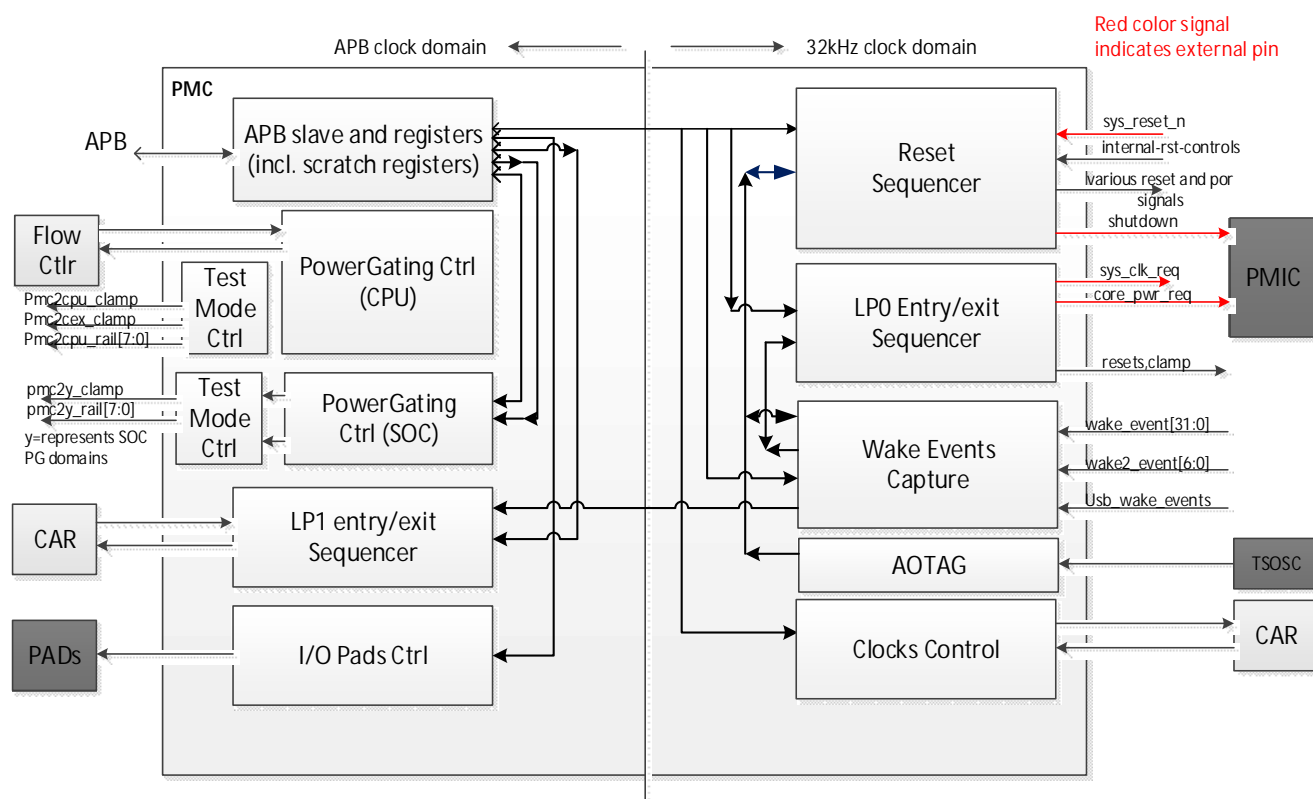 Red color signal
indicates external pin
APB clock domain
32kHz clock domain
PMC
APB
APB slave and registers
(incl. scratch registers)
Reset
Sequencer
sys_reset_n
internal-rst-controls
various reset and por
signals
shutdown
PMIC
Flow
Ctlr
PowerGating Ctrl
(CPU)
Test
Mode
Ctrl
Pmc2cpu_clamp
Pmc2cex_clamp
Pmc2cpu_rail[7:0]
LP0 Entry/exit
Sequencer
sys_clk_req
core_pwr_req
resets,clamp
pmc2y_clamp
pmc2y_rail[7:0]
y=represents SOC
PG domains
Test
Mode
Ctrl
PowerGating
Ctrl (SOC)
Wake Events
Capture
wake_event[31:0]
wake2_event[6:0]
Usb_wake_events
CAR
LP1 entry/exit
Sequencer
AOTAG
TSOSC
PADs
I/O Pads Ctrl
Clocks Control
CAR